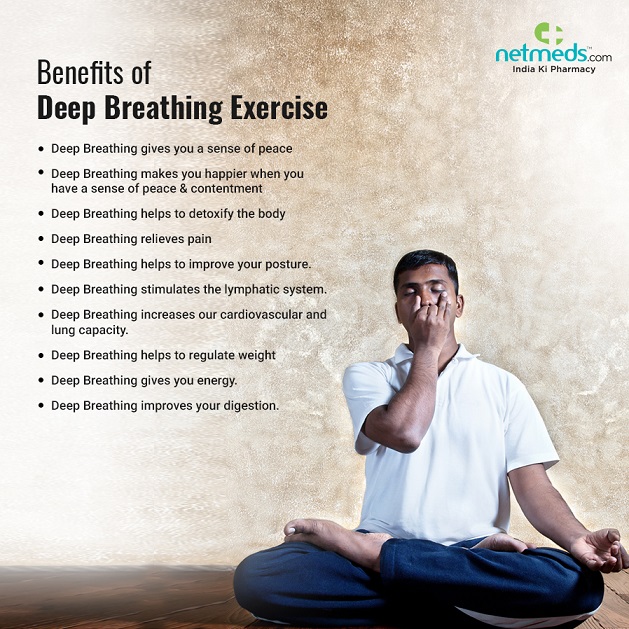 netmeds.com™
India Ki Pharmacy
Benefits of
Deep Breathing Exercise
• Deep Breathing gives you a sense of peace
• Deep Breathing makes you happier when you
have a sense of peace & contentment
• Deep Breathing helps to detoxify the body
• Deep Breathing relieves pain
• Deep Breathing helps to improve your posture.
• Deep Breathing stimulates the lymphatic system.
• Deep Breathing increases our cardiovascular and
lung capacity.
• Deep Breathing helps to regulate weight
• Deep Breathing gives you energy.
• Deep Breathing improves your digestion.